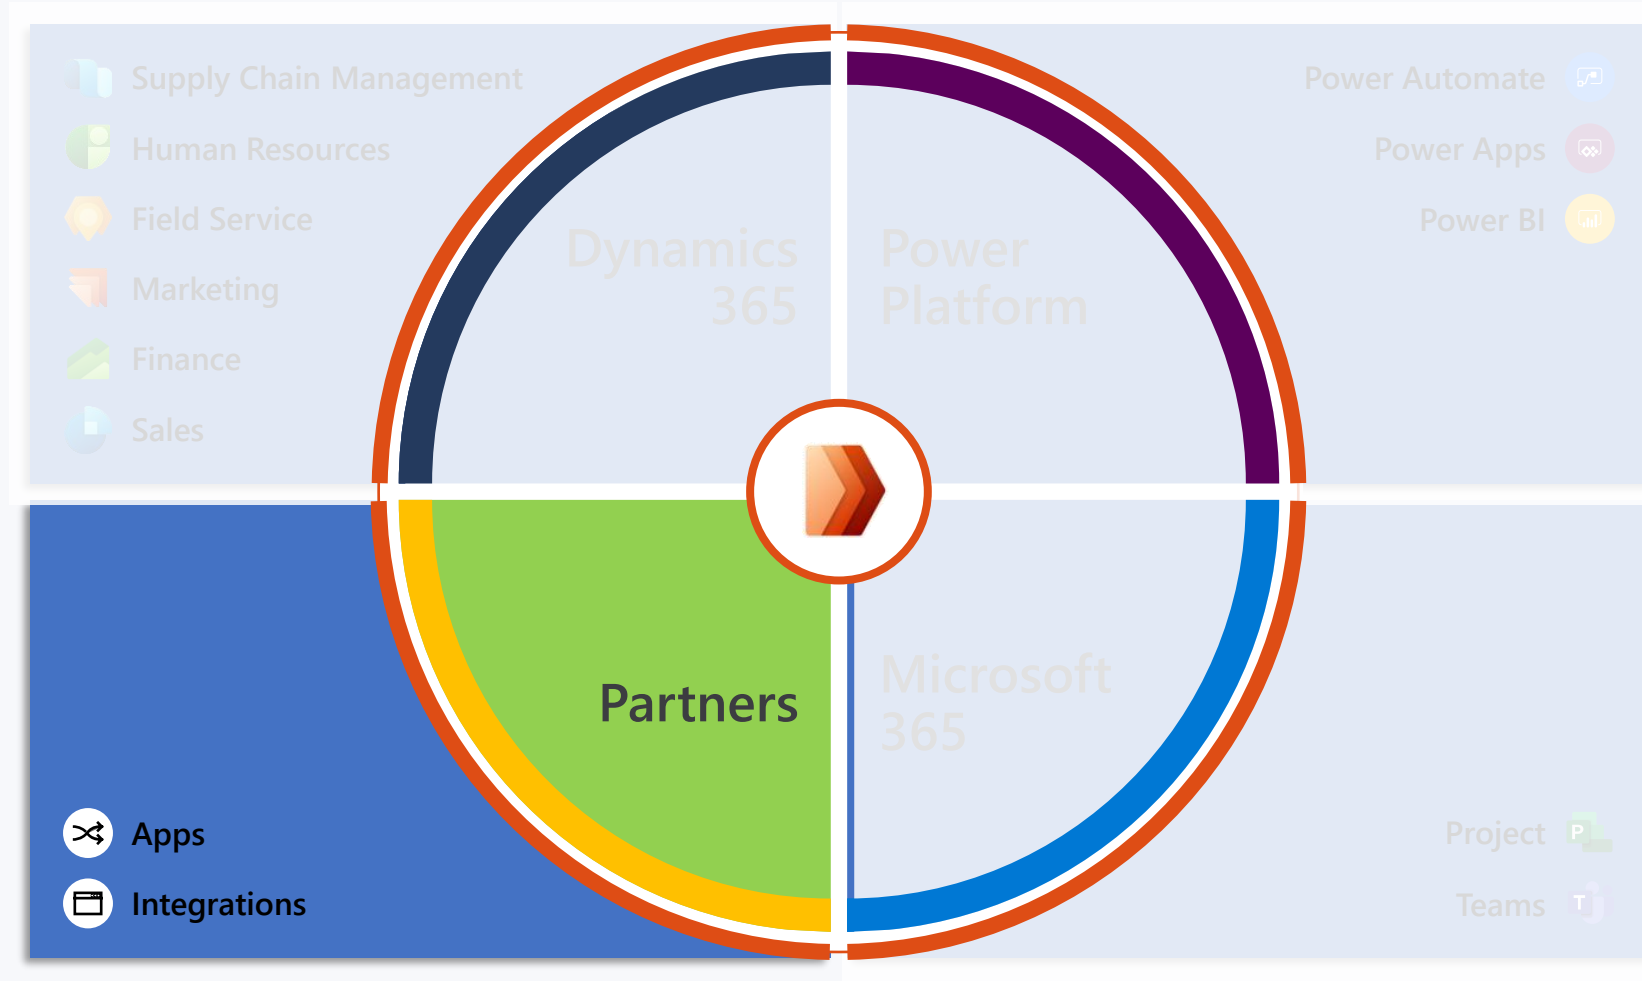 Supply Chain Management
Human Resources
Field Service
Marketing
Finance
Sales
Dynamics
365
Power
Platform
Power Automate
Power Apps
Power BI
Partners
Apps
Integrations
Microsoft
365
Project
P
Teams
T